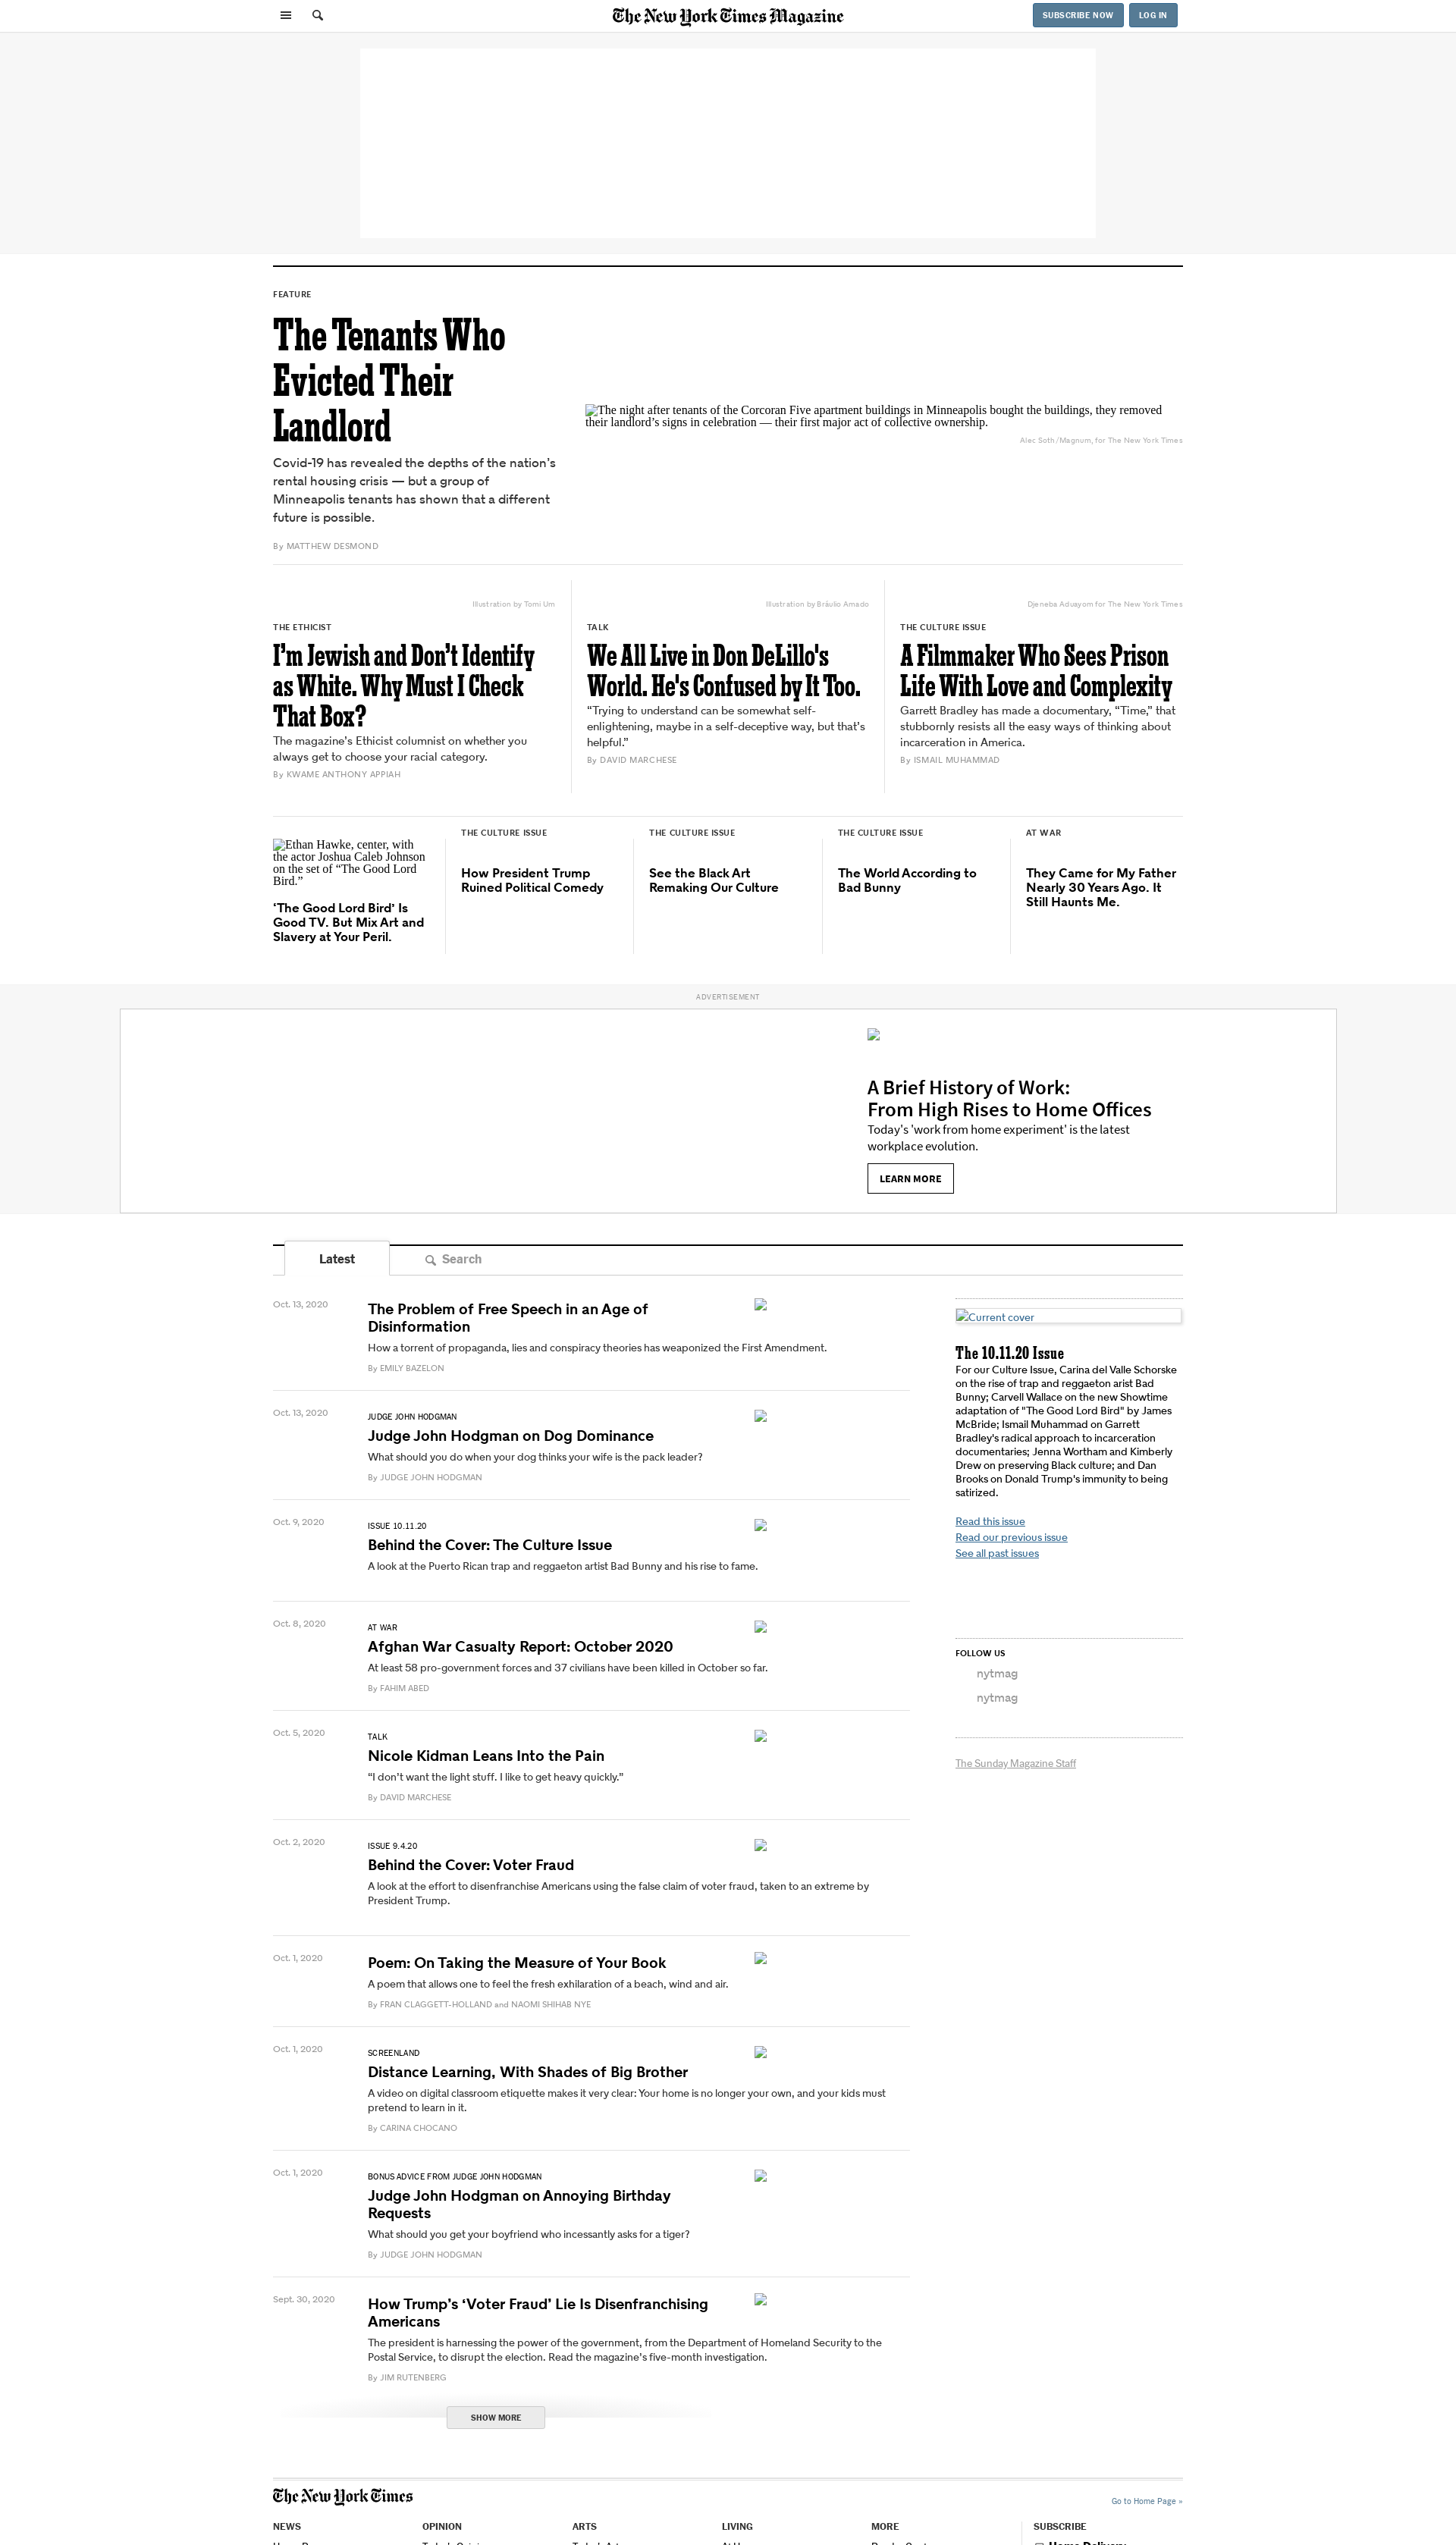 The New York Times Magazine
SUBSCRIBE NOW
LOG IN
FEATURE
The Tenants Who
Evicted Their
Landlord
Covid-19 has revealed the depths of the nation’s
rental housing crisis — but a group of
Minneapolis tenants has shown that a different
future is possible.
By MATTHEW DESMOND
The night after tenants of the Corcoran Five apartment buildings in Minneapolis bought the buildings, they removed
their landlord’s signs in celebration — their first major act of collective ownership.
Alec Soth/Magnum, for The New York Times
Illustration by Tomi Um
THE ETHICIST
I’m Jewish and Don’t Identify
as White. Why Must I Check
That Box?
The magazine’s Ethicist columnist on whether you
always get to choose your racial category.
By KWAME ANTHONY APPIAH
Illustration by Bráulio Amado
TALK
We All Live in Don DeLillo's
World. He's Confused by It Too.
“Trying to understand can be somewhat self-
enlightening, maybe in a self-deceptive way, but that’s
helpful.”
By DAVID MARCHESE
Djeneba Aduayom for The New York Times
THE CULTURE ISSUE
A Filmmaker Who Sees Prison
Life With Love and Complexity
Garrett Bradley has made a documentary, “Time,” that
stubbornly resists all the easy ways of thinking about
incarceration in America.
By ISMAIL MUHAMMAD
Ethan Hawke, center, with
the actor Joshua Caleb Johnson
on the set of “The Good Lord
Bird.”
‘The Good Lord Bird’ Is
Good TV. But Mix Art and
Slavery at Your Peril.
THE CULTURE ISSUE
How President Trump
Ruined Political Comedy
THE CULTURE ISSUE
See the Black Art
Remaking Our Culture
THE CULTURE ISSUE
The World According to
Bad Bunny
AT WAR
They Came for My Father
Nearly 30 Years Ago. It
Still Haunts Me.
ADVERTISEMENT
A Brief History of Work:
From High Rises to Home Offices
Today's 'work from home experiment' is the latest
workplace evolution.
LEARN MORE
Latest
Search
Oct. 13, 2020
The Problem of Free Speech in an Age of
Disinformation
How a torrent of propaganda, lies and conspiracy theories has weaponized the First Amendment.
By EMILY BAZELON
Oct. 13, 2020
JUDGE JOHN HODGMAN
Judge John Hodgman on Dog Dominance
What should you do when your dog thinks your wife is the pack leader?
By JUDGE JOHN HODGMAN
Oct. 9, 2020
ISSUE 10.11.20
Behind the Cover: The Culture Issue
A look at the Puerto Rican trap and reggaeton artist Bad Bunny and his rise to fame.
Oct. 8, 2020
AT WAR
Afghan War Casualty Report: October 2020
At least 58 pro-government forces and 37 civilians have been killed in October so far.
By FAHIM ABED
Oct. 5, 2020
TALK
Nicole Kidman Leans Into the Pain
“I don’t want the light stuff. I like to get heavy quickly.”
By DAVID MARCHESE
Oct. 2, 2020
ISSUE 9.4.20
Behind the Cover: Voter Fraud
A look at the effort to disenfranchise Americans using the false claim of voter fraud, taken to an extreme by
President Trump.
Oct. 1, 2020
Poem: On Taking the Measure of Your Book
A poem that allows one to feel the fresh exhilaration of a beach, wind and air.
By FRAN CLAGGETT-HOLLAND and NAOMI SHIHAB NYE
Oct. 1, 2020
SCREENLAND
Distance Learning, With Shades of Big Brother
A video on digital classroom etiquette makes it very clear: Your home is no longer your own, and your kids must
pretend to learn in it.
By CARINA CHOCANO
Oct. 1, 2020
BONUS ADVICE FROM JUDGE JOHN HODGMAN
Judge John Hodgman on Annoying Birthday
Requests
What should you get your boyfriend who incessantly asks for a tiger?
By JUDGE JOHN HODGMAN
Sept. 30, 2020
How Trump’s ‘Voter Fraud’ Lie Is Disenfranchising
Americans
The president is harnessing the power of the government, from the Department of Homeland Security to the
Postal Service, to disrupt the election. Read the magazine’s five-month investigation.
By JIM RUTENBERG
SHOW MORE
Current cover
The 10.11.20 Issue
For our Culture Issue, Carina del Valle Schorske
on the rise of trap and reggaeton arist Bad
Bunny; Carvell Wallace on the new Showtime
adaptation of "The Good Lord Bird" by James
McBride; Ismail Muhammad on Garrett
Bradley's radical approach to incarceration
documentaries; Jenna Wortham and Kimberly
Drew on preserving Black culture; and Dan
Brooks on Donald Trump's immunity to being
satirized.
Read this issue
Read our previous issue
See all past issues
FOLLOW US
nytmag
nytmag
The Sunday Magazine Staff
The New York Times
Go to Home Page »
NEWS
OPINION
ARTS
LIVING
MORE
SUBSCRIBE